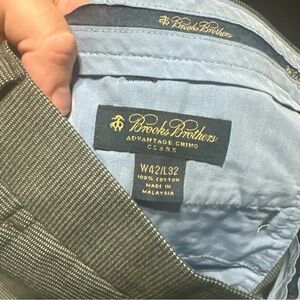 Brooks Brothers
Brooks Brothers
ADVANTAGE CHINO
CLARK
W42/L32
100% COTTON
MADE IN
MALAYSIA